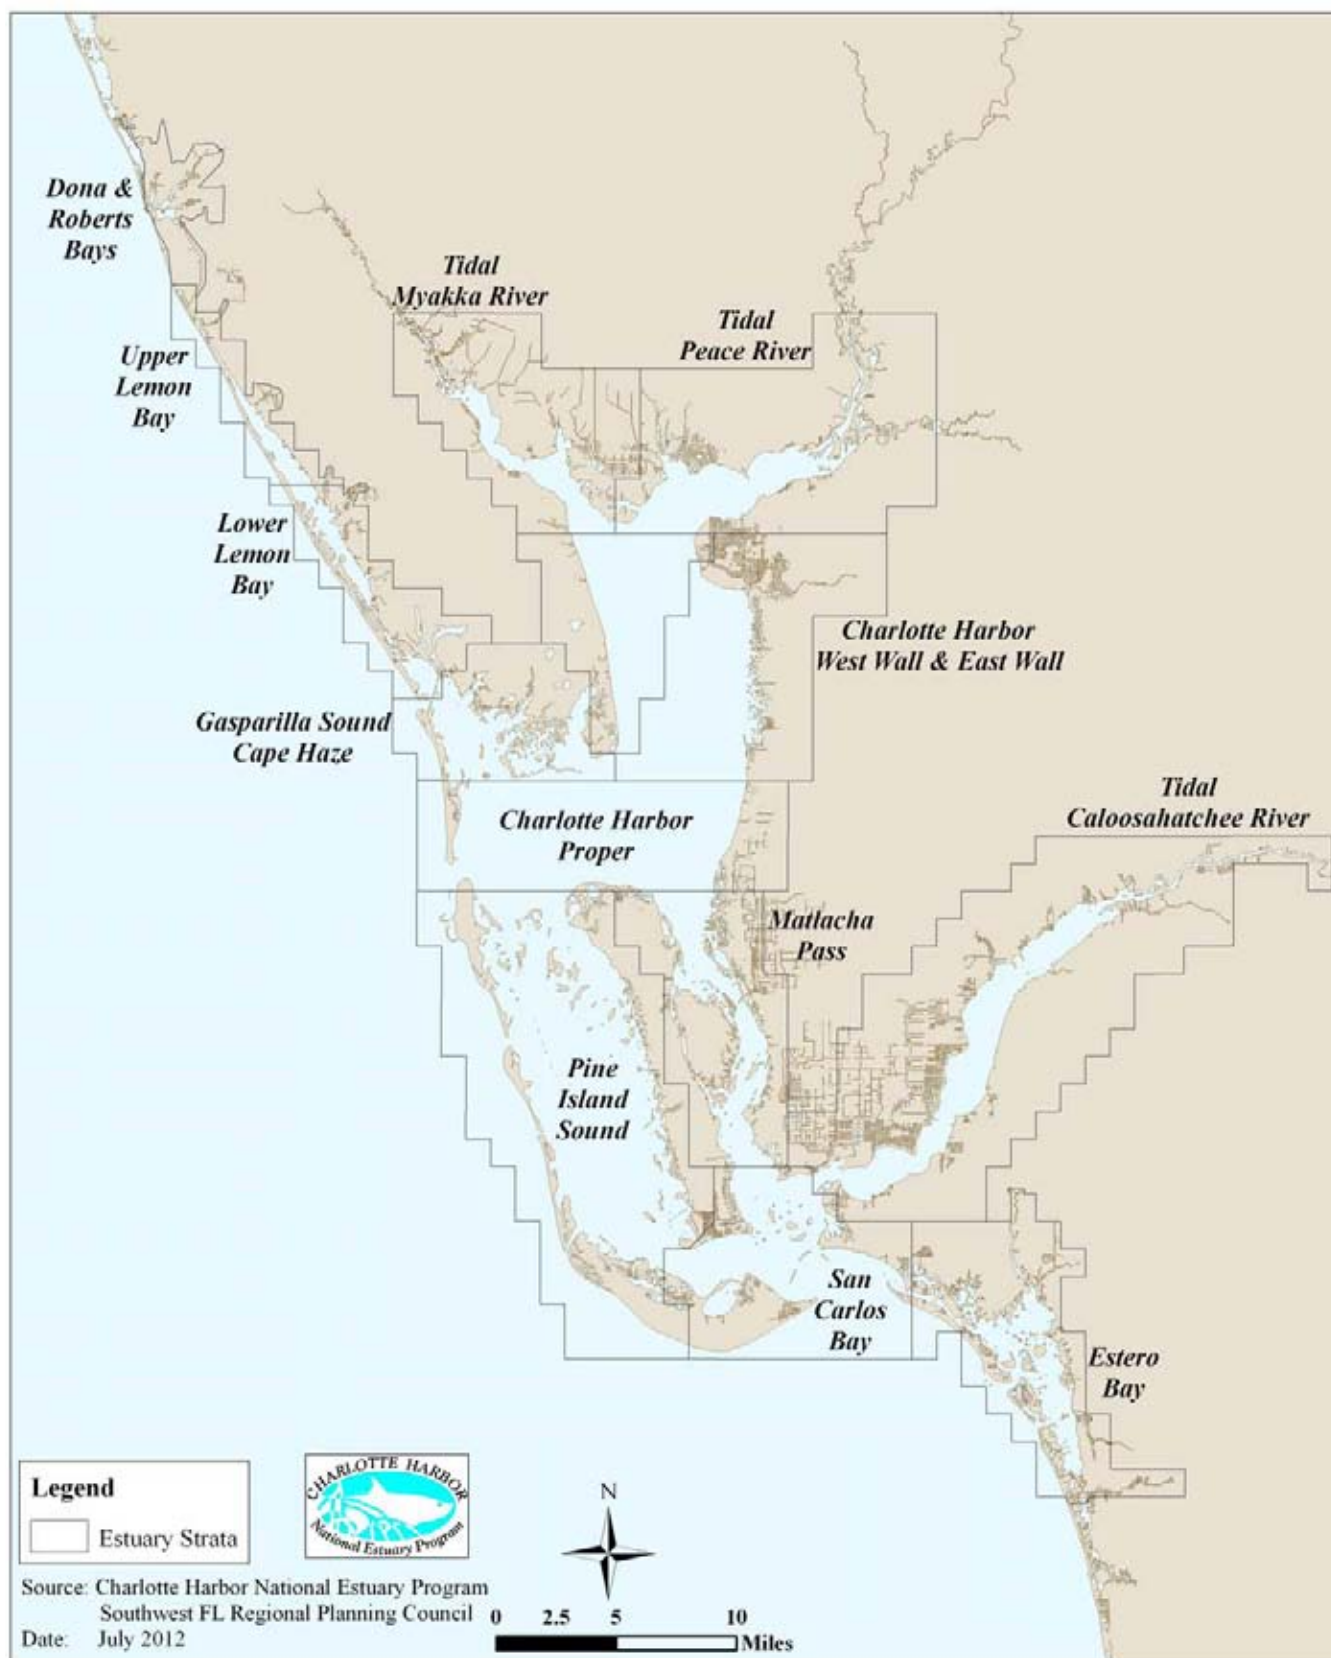 Dona &
Roberts
Bays
Tidal
Myakka River
Tidal
Peace River
Upper
Lemon
Bay
Lower
Lemon
Bay
Charlotte Harbor
West Wall & East Wall
Gasparilla Sound
Cape Haze
Tidal
Caloosahatchee River
Charlotte Harbor
Proper
Matlacha
Pass
Pine
Island
Sound
San
Carlos
Bay
Estero
Bay
Legend
Estuary Strata
CHARLOTTE HARBOR
National Estuary Program
N
Source: Charlotte Harbor National Estuary Program
Southwest FL Regional Planning Council
Date: July 2012
0 2.5 5 10
Miles